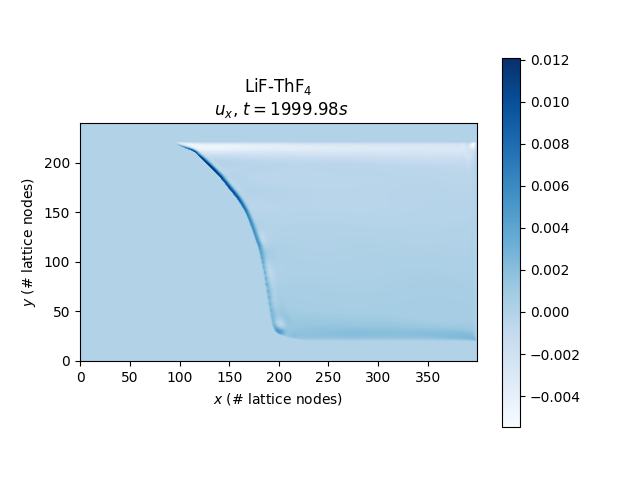 LiF-ThF₄
uₓ, t = 1999.98s
0.012
0.010
0.008
0.006
0.004
0.002
0.000
−0.002
−0.004
200
150
100
50
0
y (# lattice nodes)
0 50 100 150 200 250 300 350
x (# lattice nodes)